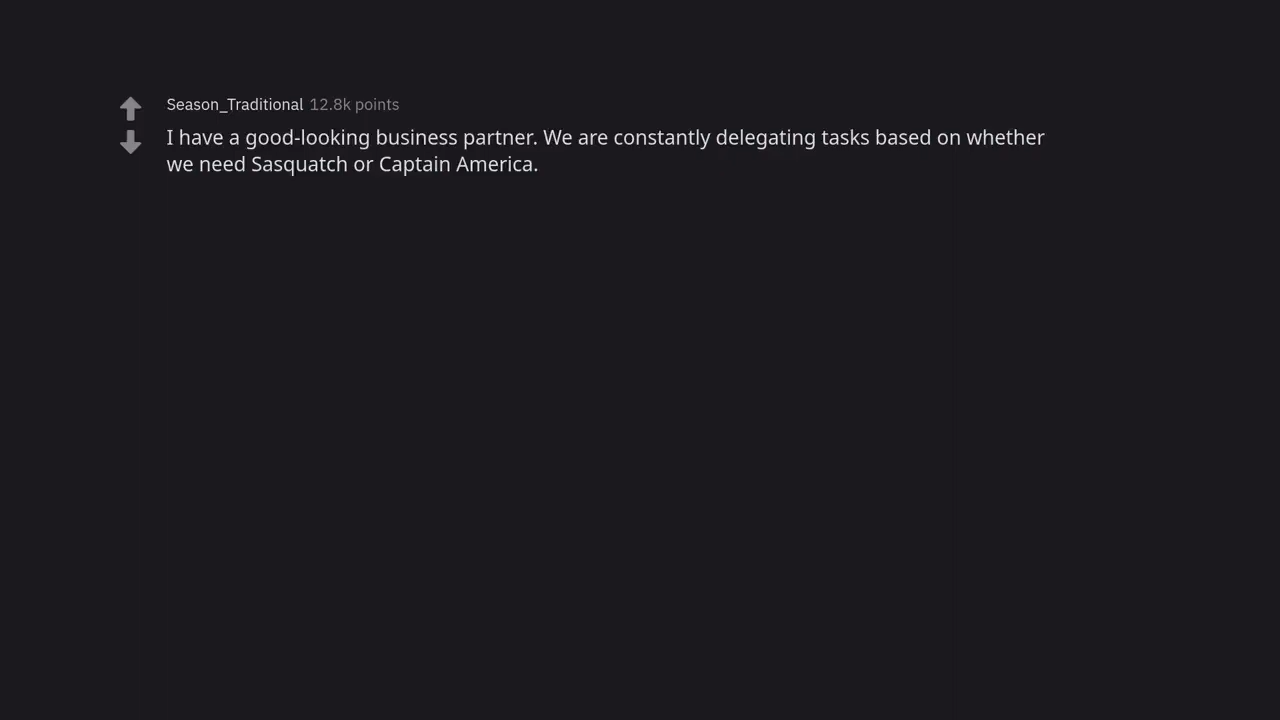 Season_Traditional 12.8k points
I have a good-looking business partner. We are constantly delegating tasks based on whether
we need Sasquatch or Captain America.